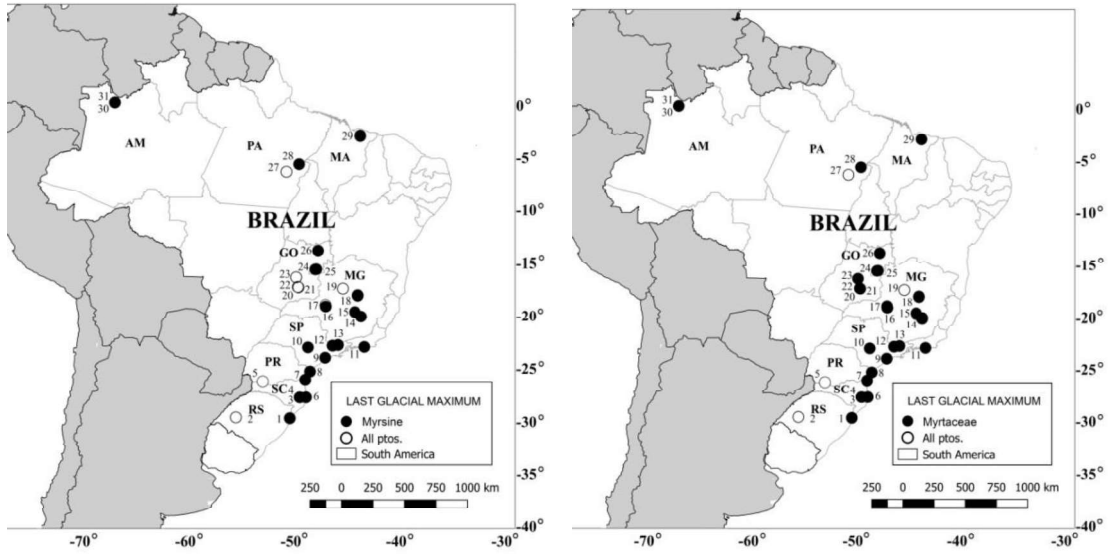 0°
31
30
AM
PA
28
27
29
MA
-5°
-10°
BRAZIL
GO
26
24
25
23
22
20
21
MG
19
18
17
16
15
14
-15°
-20°
SP
10
12
13
11
9
PR
5
7
8
SC
4
3
6
RS
2
1
-25°
-30°
-35°
-40°
LAST GLACIAL MAXIMUM
Myrsine
All ptos.
South America
250 0 250 500 750 1000 km
-70° -60° -50° -40° -30°
0°
31
30
AM
PA
28
27
29
MA
-5°
-10°
BRAZIL
GO
26
24
25
23
22
20
21
MG
19
18
17
16
15
14
-15°
-20°
SP
10
12
13
11
9
PR
5
7
8
SC
4
3
6
RS
2
1
-25°
-30°
-35°
-40°
LAST GLACIAL MAXIMUM
Myrtaceae
All ptos.
South America
250 0 250 500 750 1000 km
-70° -60° -50° -40° -30°